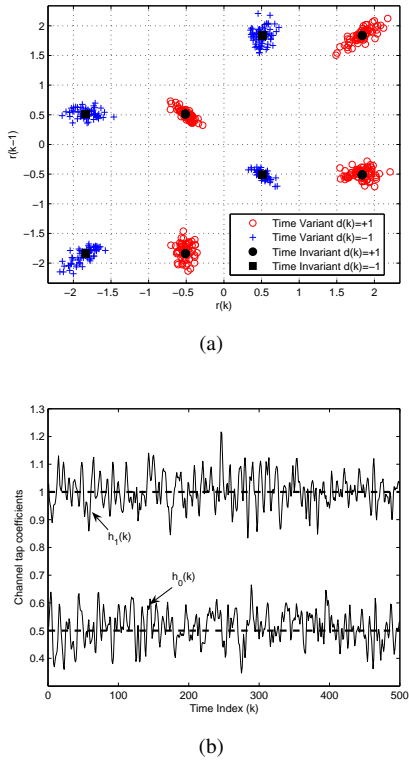 2
1.5
1
0.5
0
−0.5
−1
−1.5
−2
r(k−1)
−2 −1.5 −1 −0.5 0 0.5 1 1.5 2
r(k)
Time Variant d(k)=+1
Time Variant d(k)=−1
Time Invariant d(k)=+1
Time Invariant d(k)=−1
(a)
1.3
1.2
1.1
1
0.9
0.8
0.7
0.6
0.5
0.4
Channel tap coefficients
h₁(k)
h₀(k)
0 100 200 300 400 500
Time Index (k)
(b)